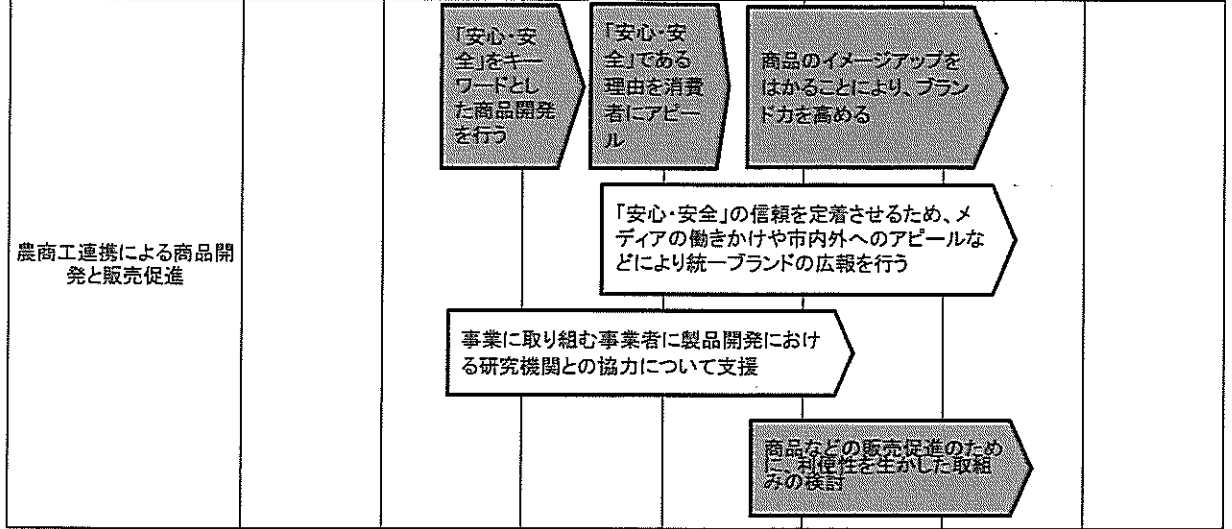 農商工連携による商品開
発と販売促進
「安心・安
全」をキー
ワードとし
た商品開発
を行う
「安心・安
全」である
理由を消費
者にアピー
ル
商品のイメージアップを
はかることにより、ブラン
ド力を高める
「安心・安全」の信頼を定着させるため、メ
ディアの働きかけや市内外へのアピールな
どにより統一ブランドの広報を行う
事業に取り組む事業者に製品開発におけ
る研究機関との協力について支援
商品などの販売促進のため
に、利便性を生かした取組
みの検討